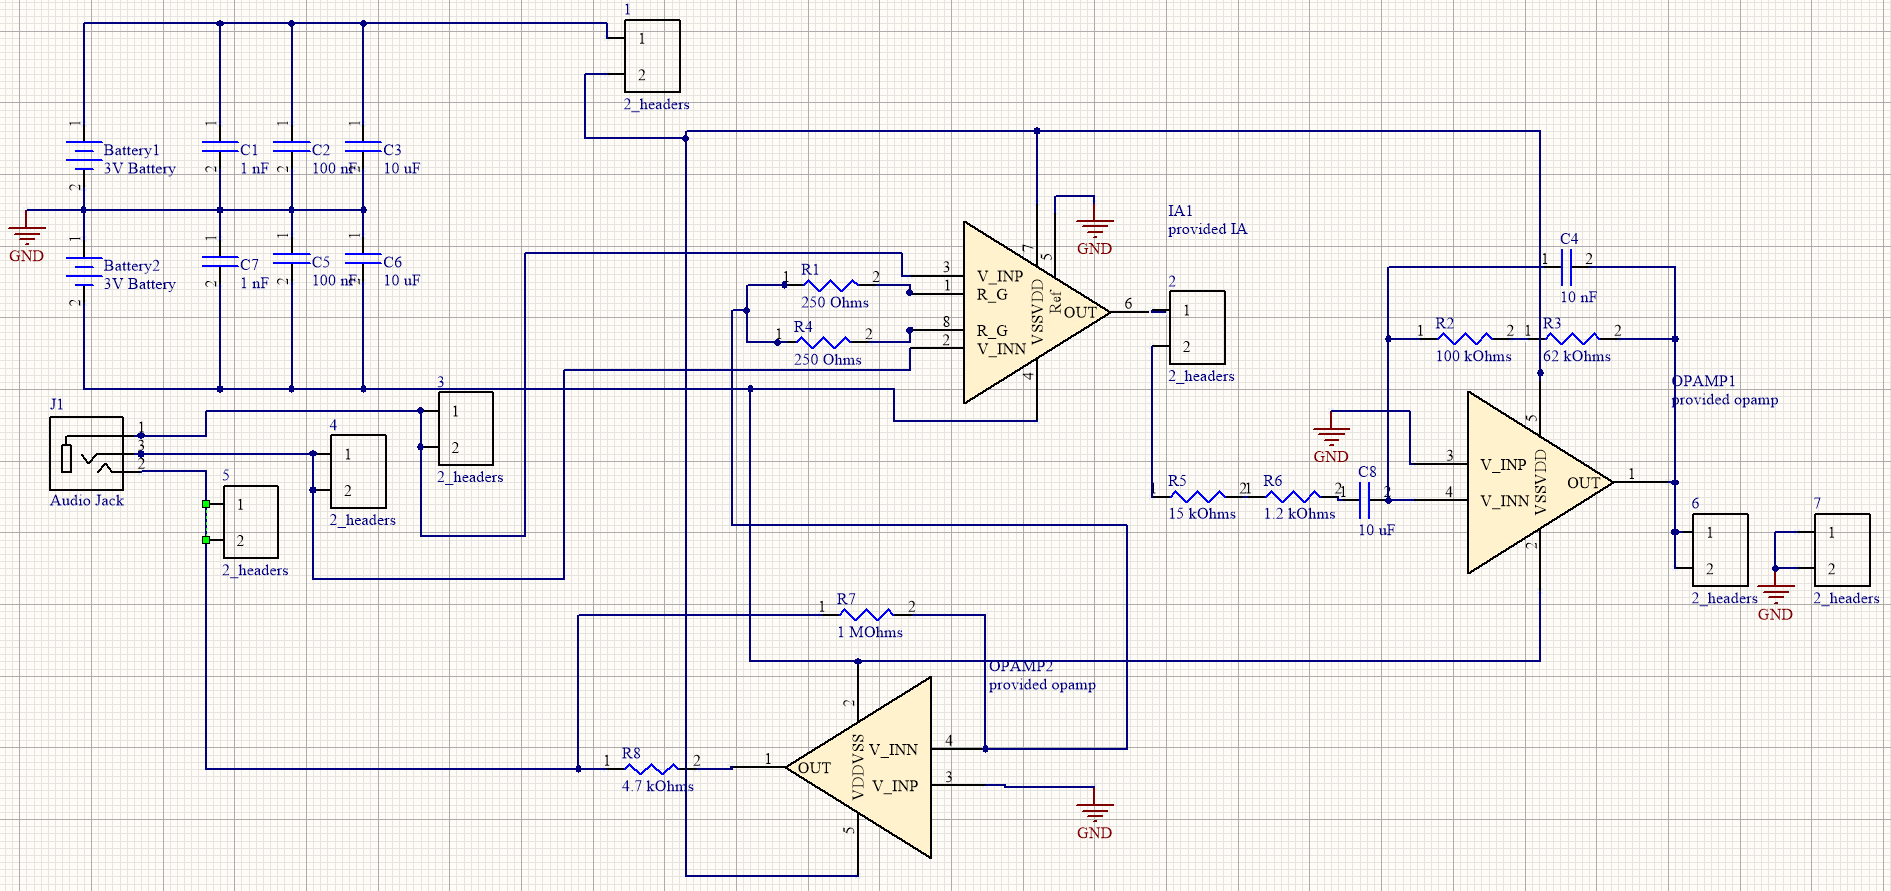 1
1
2
2_headers
1
2
Battery1
3V Battery
1
2
C1
1 nF
1
2
C2
100 nF
1
2
C3
10 uF
GND
1
2
Battery2
3V Battery
1
2
C7
1 nF
1
2
C5
100 nF
1
2
C6
10 uF
IA1
provided IA
GND
7
5
3
V_INP
1
R_G
8
R_G
2
V_INN
VSSVDD
Ref
OUT
6
4
1
R1
2
250 Ohms
1
R4
2
250 Ohms
2
1
2
2_headers
C4
1
2
10 nF
1
R2
2
100 kOhms
1
R3
2
62 kOhms
OPAMP1
provided opamp
J1
1
3
2
Audio Jack
3
1
2
2_headers
4
1
2
2_headers
5
1
2
2_headers
GND
5
3
V_INP
4
V_INN
VSSVDD
OUT
1
2
1
R5
2
15 kOhms
1
R6
2
1.2 kOhms
1
C8
2
10 uF
6
1
2
2_headers
7
1
2
2_headers
GND
1
R7
2
1 MOhms
OPAMP2
provided opamp
2
4
V_INN
3
V_INP
VDDVSS
OUT
1
5
1
R8
2
4.7 kOhms
GND